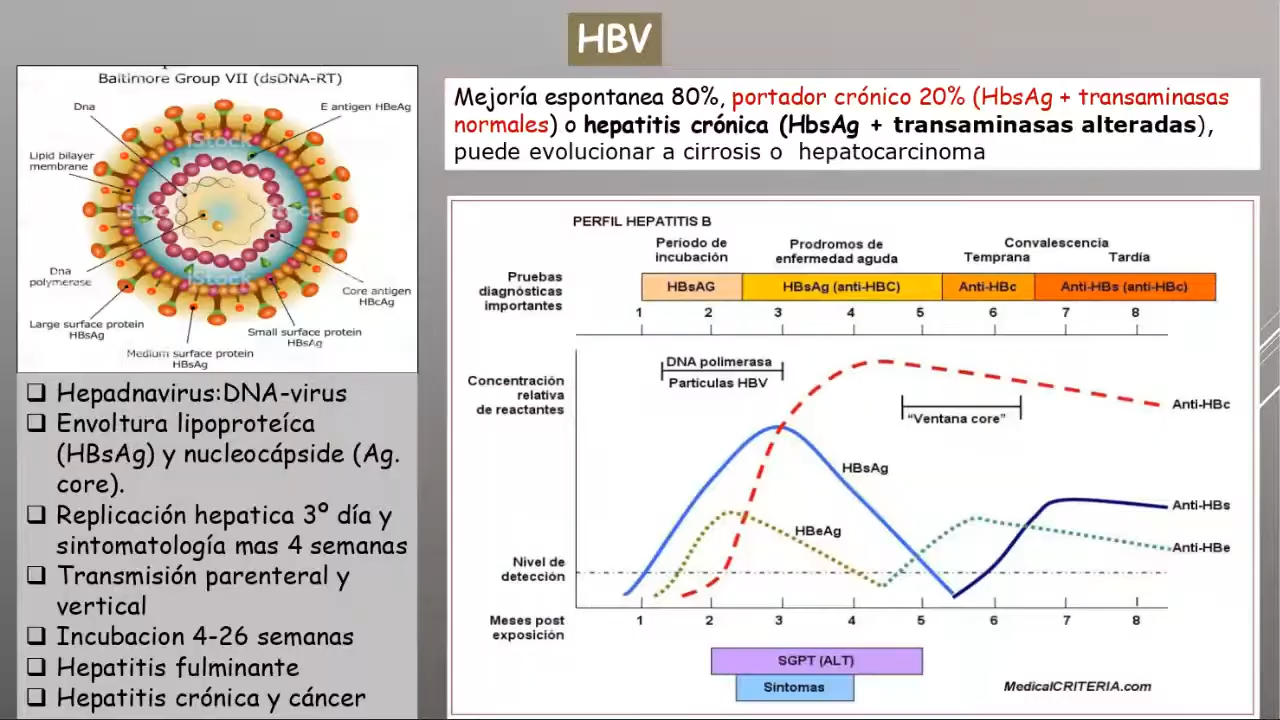 HBV
Baltimore Group VII (dsDNA-RT)
Dna
E antigen HBeAg
Lipid bilayer
membrane
iStock
iStock
iStock
iStock
Dna
polymerase
Core antigen
HBcAg
Large surface protein
HBsAg
Small surface protein
HBsAg
Medium surface protein
HBsAg
Mejoría espontanea 80%, portador crónico 20% (HbsAg + transaminasas
normales) o hepatitis crónica (HbsAg + transaminasas alteradas),
puede evolucionar a cirrosis o hepatocarcinoma
❑ Hepadnavirus:DNA-virus
❑ Envoltura lipoproteíca
(HBsAg) y nucleocápside (Ag.
core).
❑ Replicación hepatica 3º día y
sintomatología mas 4 semanas
❑ Transmisión parenteral y
vertical
❑ Incubacion 4-26 semanas
❑ Hepatitis fulminante
❑ Hepatitis crónica y cáncer
PERFIL HEPATITIS B
Período de
incubación
Prodromos de
enfermedad aguda
Convalescencia
Temprana Tardía
Pruebas
diagnósticas
importantes
HBsAG HBsAg (anti-HBC) Anti-HBc Anti-HBs (anti-HBc)
1 2 3 4 5 6 7 8
DNA polimerasa
Partículas HBV
Concentración
relativa
de reactantes
"Ventana core"
Anti-HBc
HBsAg
Anti-HBs
HBeAg
Anti-HBe
Nivel de
detección
Meses post
exposición
1 2 3 4 5 6 7 8
SGPT (ALT)
Síntomas
MedicalCRITERIA.com